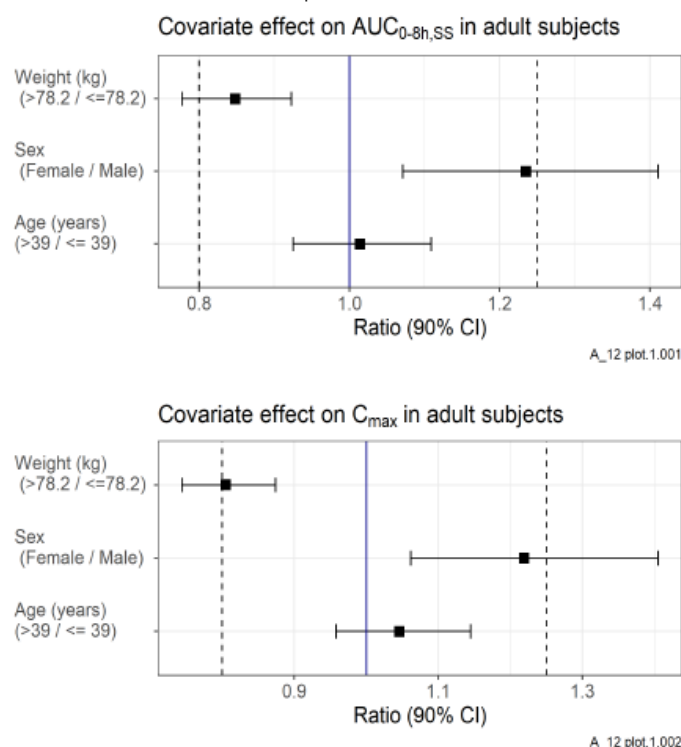 Covariate effect on AUC0-8h,SS in adult subjects
Weight (kg)
(>78.2 / <=78.2)
Sex
(Female / Male)
Age (years)
(>39 / <= 39)
0.8 1.0 1.2 1.4
Ratio (90% CI)
A_12 plot.1.001
Covariate effect on Cmax in adult subjects
Weight (kg)
(>78.2 / <=78.2)
Sex
(Female / Male)
Age (years)
(>39 / <= 39)
0.9 1.1 1.3
Ratio (90% CI)
A_12 plot.1.002